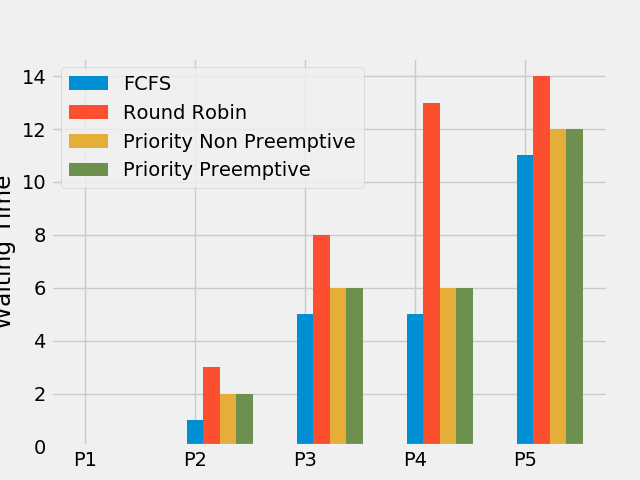 14
12
10
8
6
4
2
0
Waiting Time
FCFS
Round Robin
Priority Non Preemptive
Priority Preemptive
P1 P2 P3 P4 P5